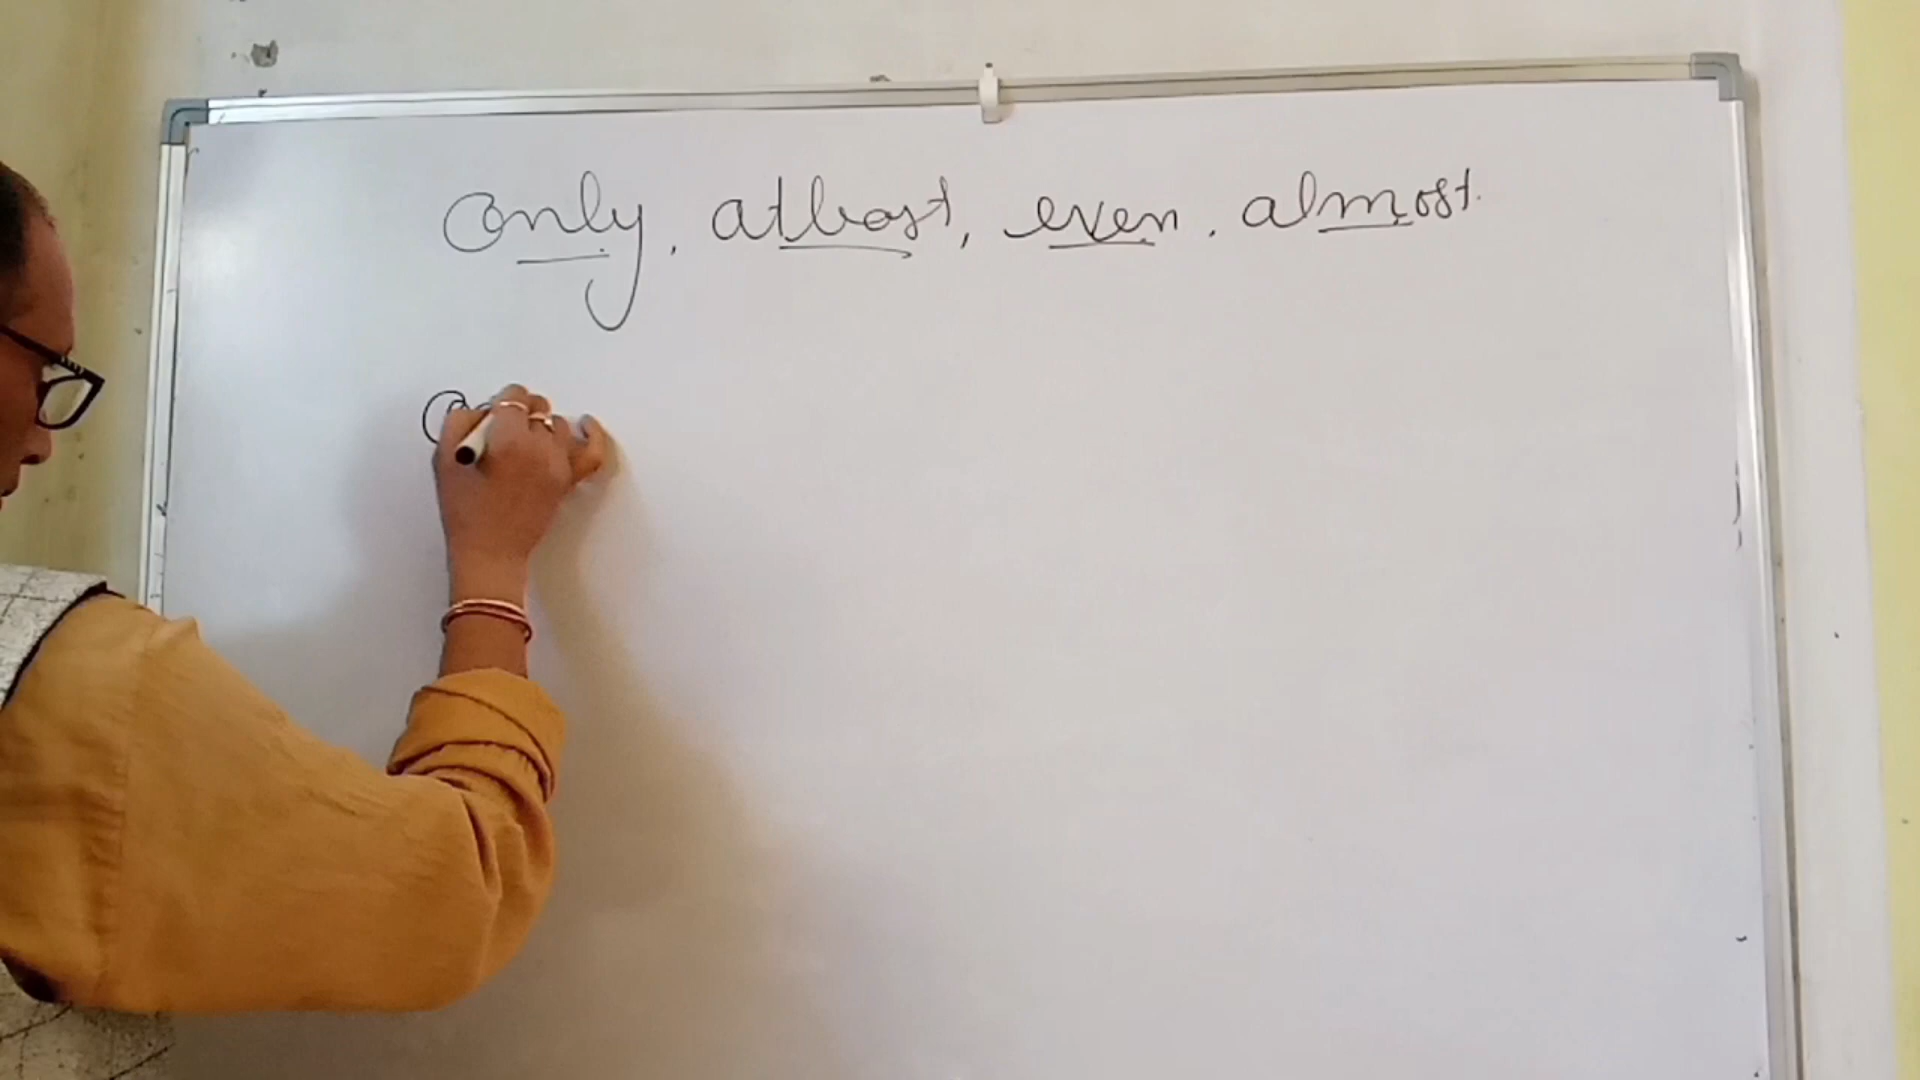 only, atleast, even, almost.